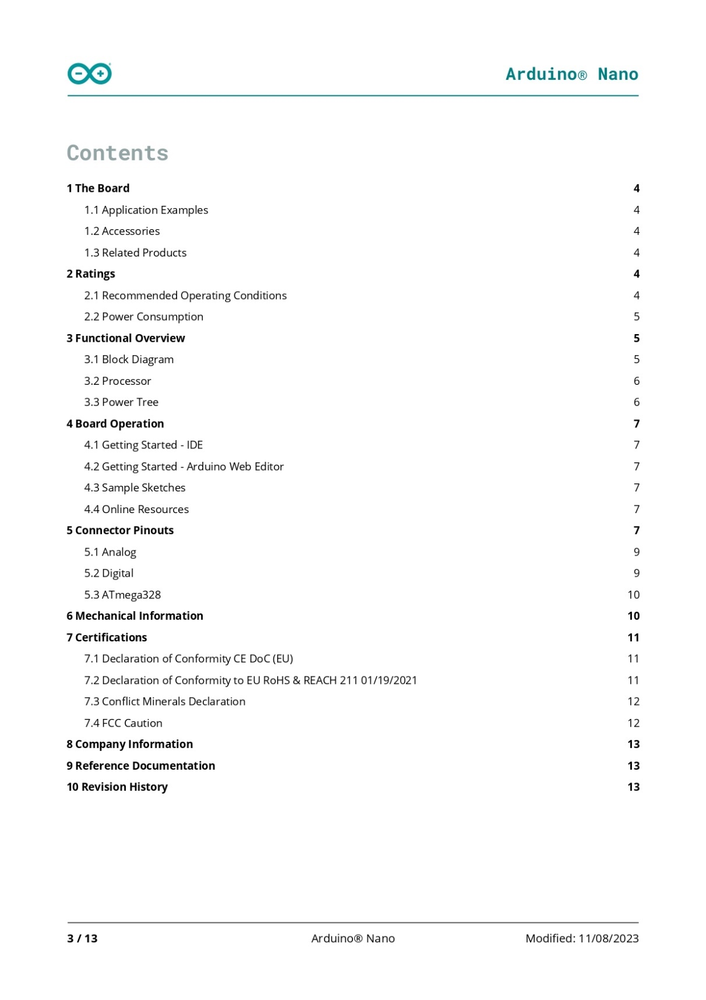 Arduino® Nano
Contents
1 The Board 4
1.1 Application Examples 4
1.2 Accessories 4
1.3 Related Products 4
2 Ratings 4
2.1 Recommended Operating Conditions 4
2.2 Power Consumption 5
3 Functional Overview 5
3.1 Block Diagram 5
3.2 Processor 6
3.3 Power Tree 6
4 Board Operation 7
4.1 Getting Started - IDE 7
4.2 Getting Started - Arduino Web Editor 7
4.3 Sample Sketches 7
4.4 Online Resources 7
5 Connector Pinouts 7
5.1 Analog 9
5.2 Digital 9
5.3 ATmega328 10
6 Mechanical Information 10
7 Certifications 11
7.1 Declaration of Conformity CE DoC (EU) 11
7.2 Declaration of Conformity to EU RoHS & REACH 211 01/19/2021 11
7.3 Conflict Minerals Declaration 12
7.4 FCC Caution 12
8 Company Information 13
9 Reference Documentation 13
10 Revision History 13
3 / 13 Arduino® Nano Modified: 11/08/2023